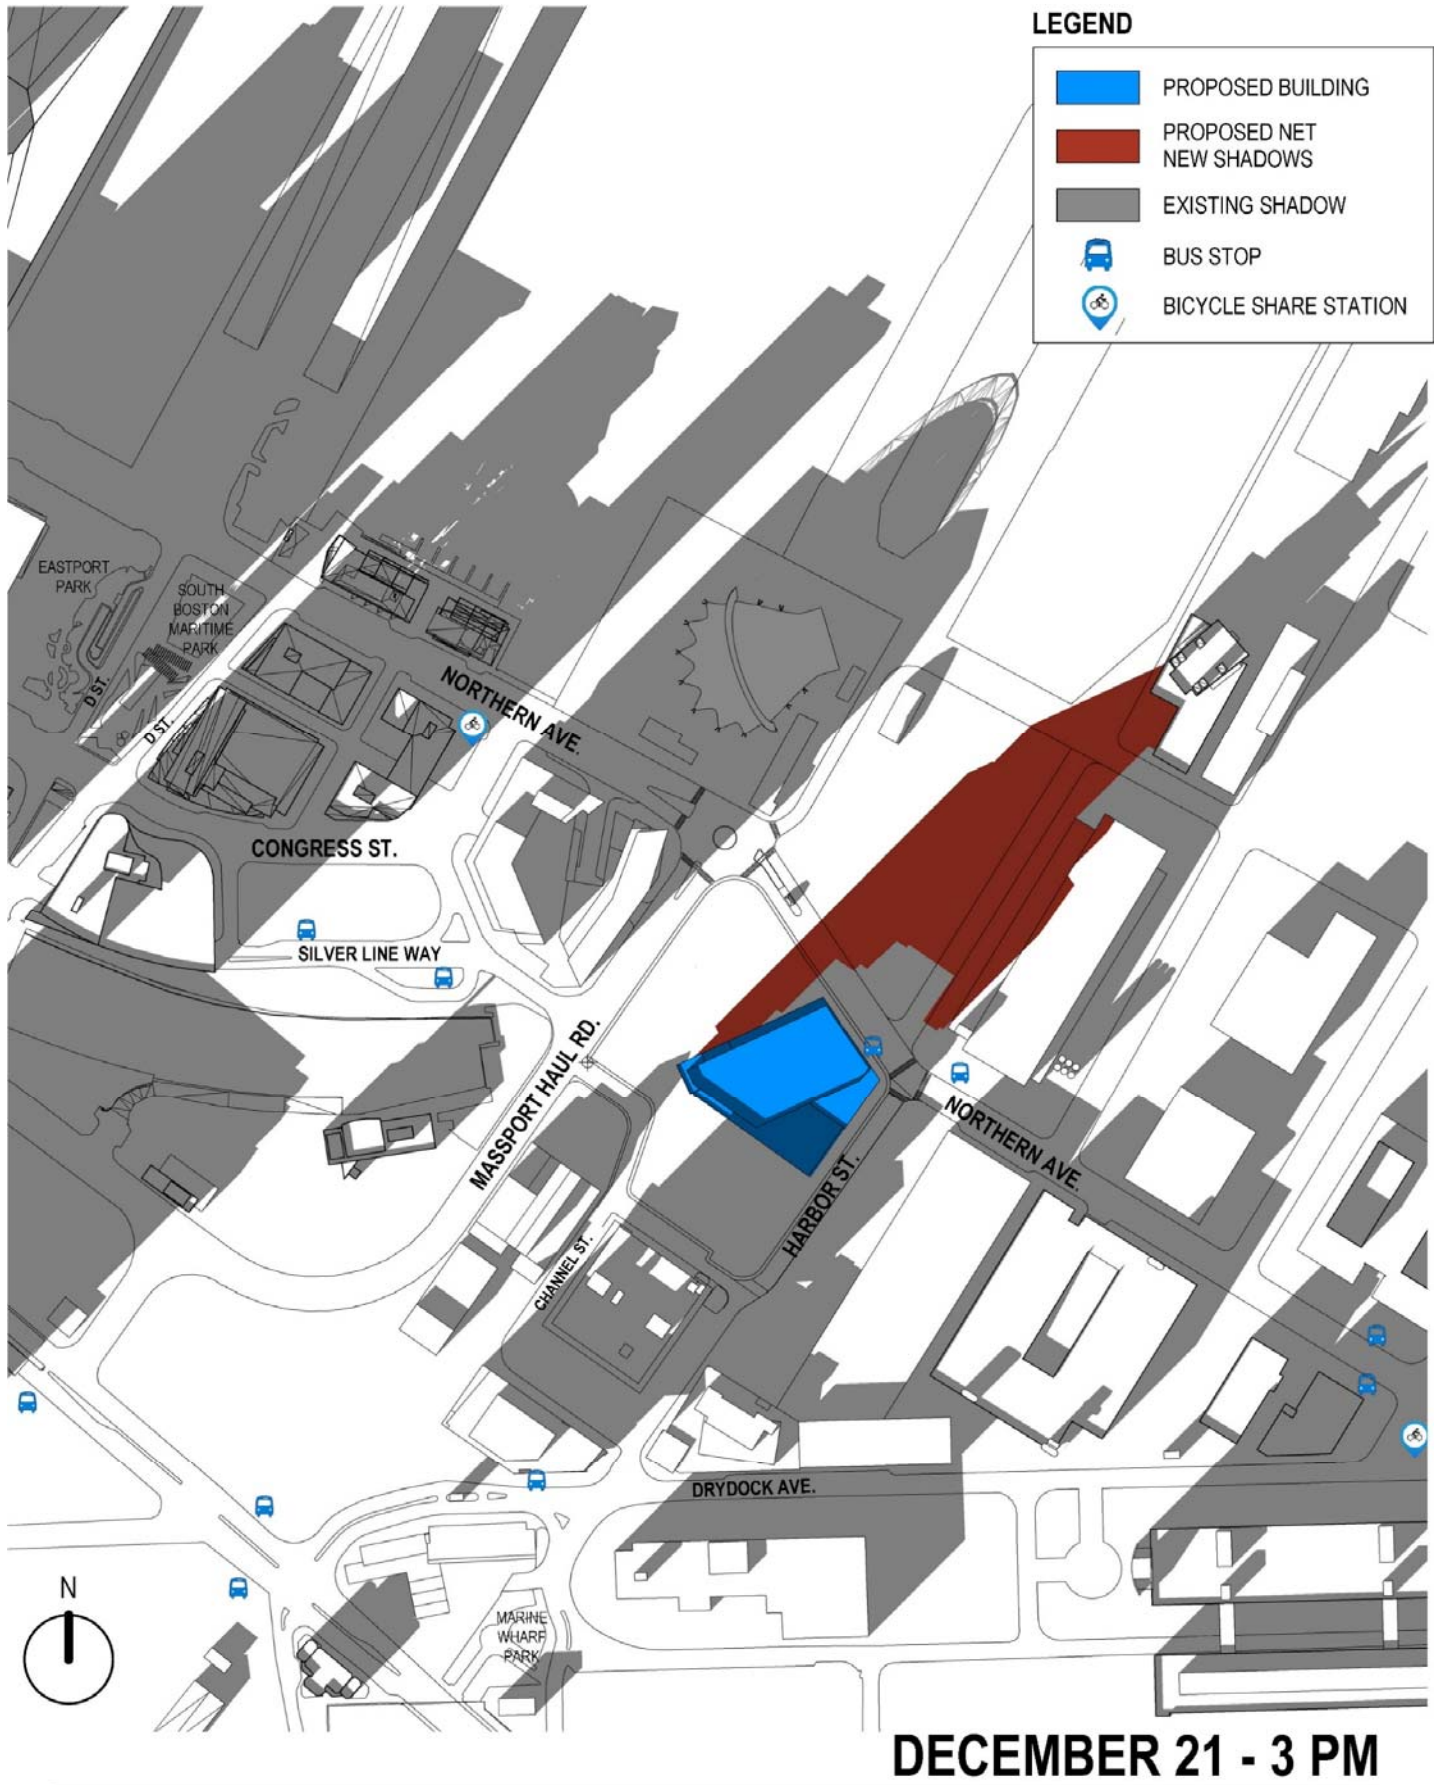 LEGEND
PROPOSED BUILDING
PROPOSED NET
NEW SHADOWS
EXISTING SHADOW
BUS STOP
BICYCLE SHARE STATION
EASTPORT
PARK
SOUTH
BOSTON
MARITIME
PARK
D ST.
D ST.
NORTHERN AVE.
CONGRESS ST.
SILVER LINE WAY
MASSPORT HAUL RD.
NORTHERN AVE.
HARBOR ST.
CHANNEL ST.
DRYDOCK AVE.
N
MARINE
WHARF
PARK
DECEMBER 21 - 3 PM